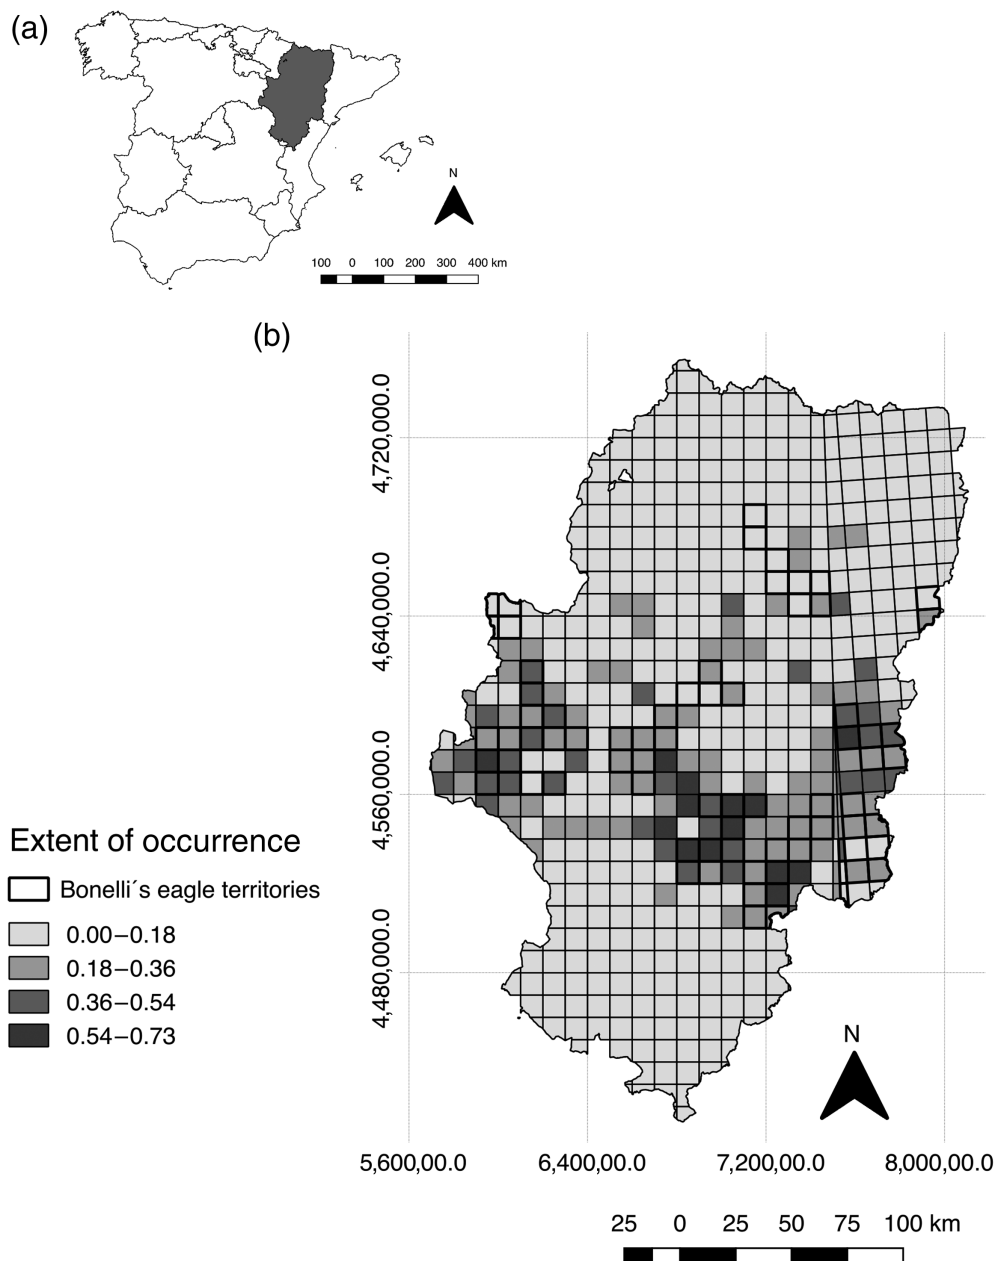 (a)
N
100 0 100 200 300 400 km
(b)
4,720,000.0
4,640,000.0
4,560,000.0
4,480,000.0
Extent of occurrence
Bonelli´s eagle territories
0.00–0.18
0.18–0.36
0.36–0.54
0.54–0.73
N
5,600,00.0 6,400,000.0 7,200,000.0 8,000,000.0
25 0 25 50 75 100 km